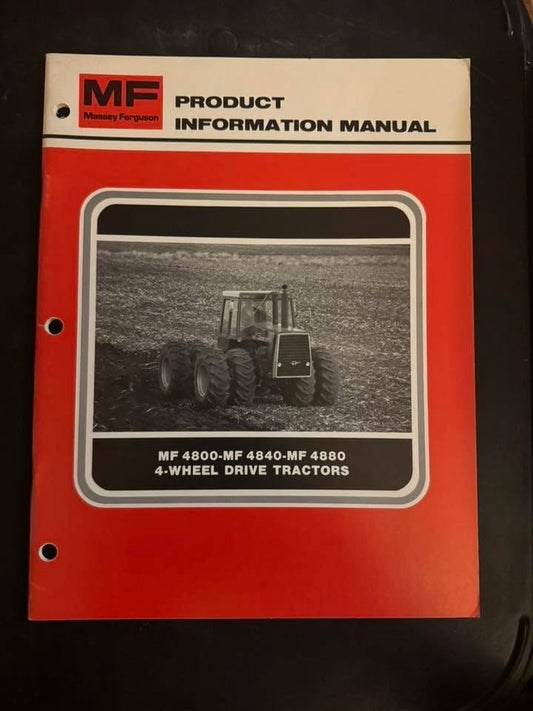 MF
Massey Ferguson
PRODUCT
INFORMATION MANUAL
MF 4800-MF 4840-MF 4880
4-WHEEL DRIVE TRACTORS